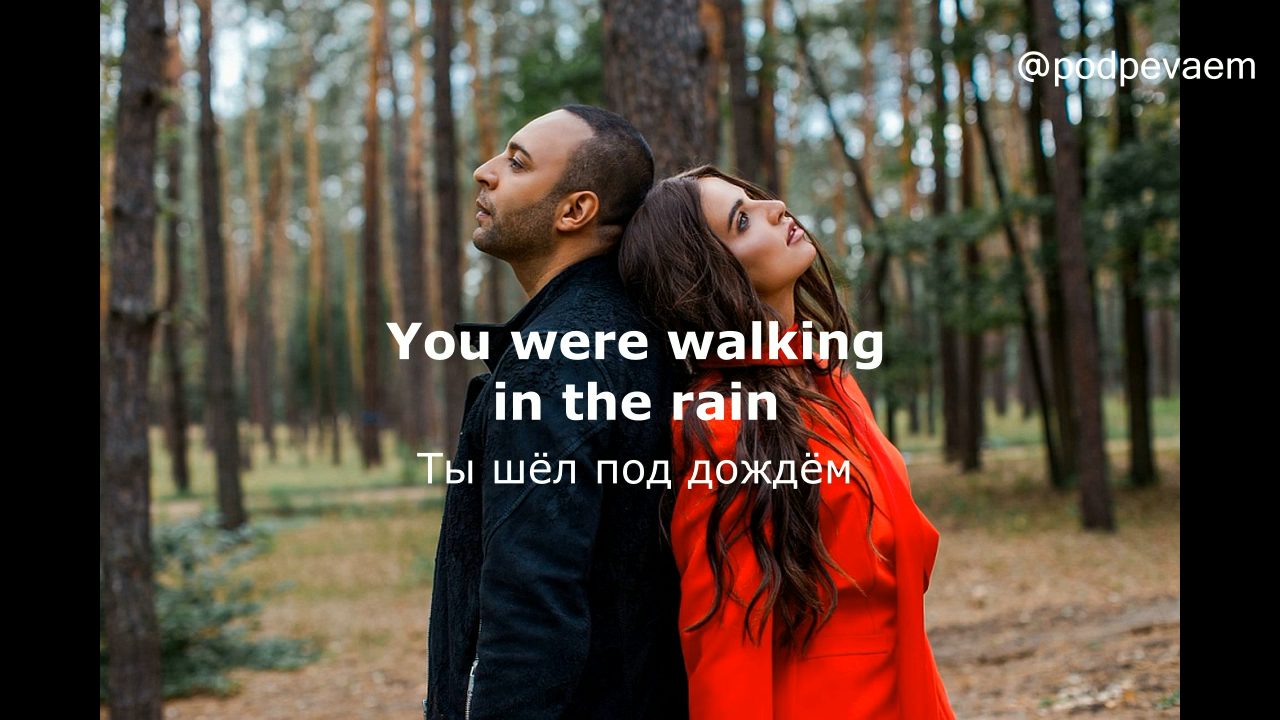 @podpevaem
You were walking
in the rain
Ты шёл под дождём